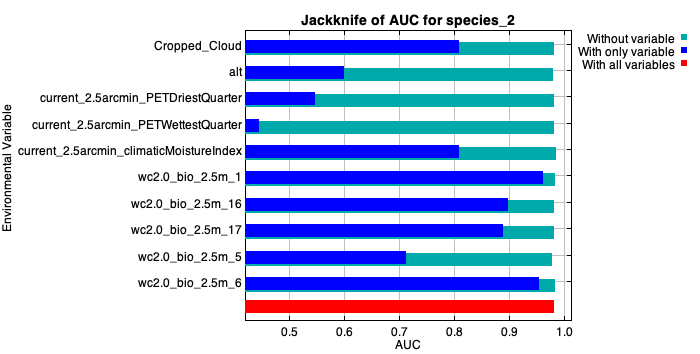 Jackknife of AUC for species_2
Without variable
With only variable
With all variables
Environmental Variable
Cropped_Cloud
alt
current_2.5arcmin_PETDriestQuarter
current_2.5arcmin_PETWettestQuarter
current_2.5arcmin_climaticMoistureIndex
wc2.0_bio_2.5m_1
wc2.0_bio_2.5m_16
wc2.0_bio_2.5m_17
wc2.0_bio_2.5m_5
wc2.0_bio_2.5m_6
0.5 0.6 0.7 0.8 0.9 1.0
AUC